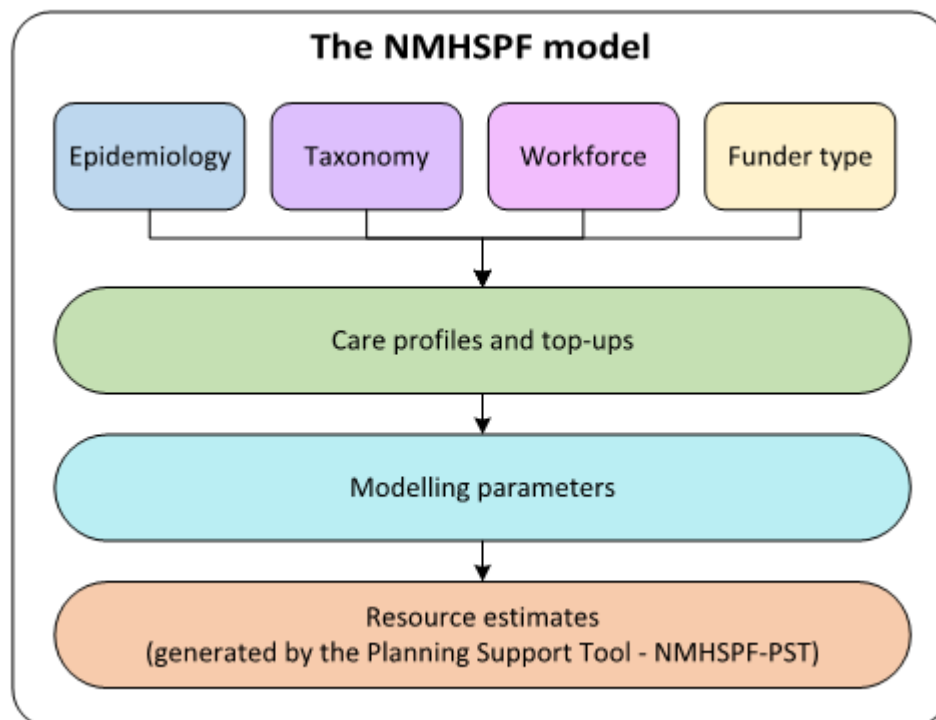 The NMHSPF model
Epidemiology
Taxonomy
Workforce
Funder type
Care profiles and top-ups
Modelling parameters
Resource estimates
(generated by the Planning Support Tool - NMHSPF-PST)